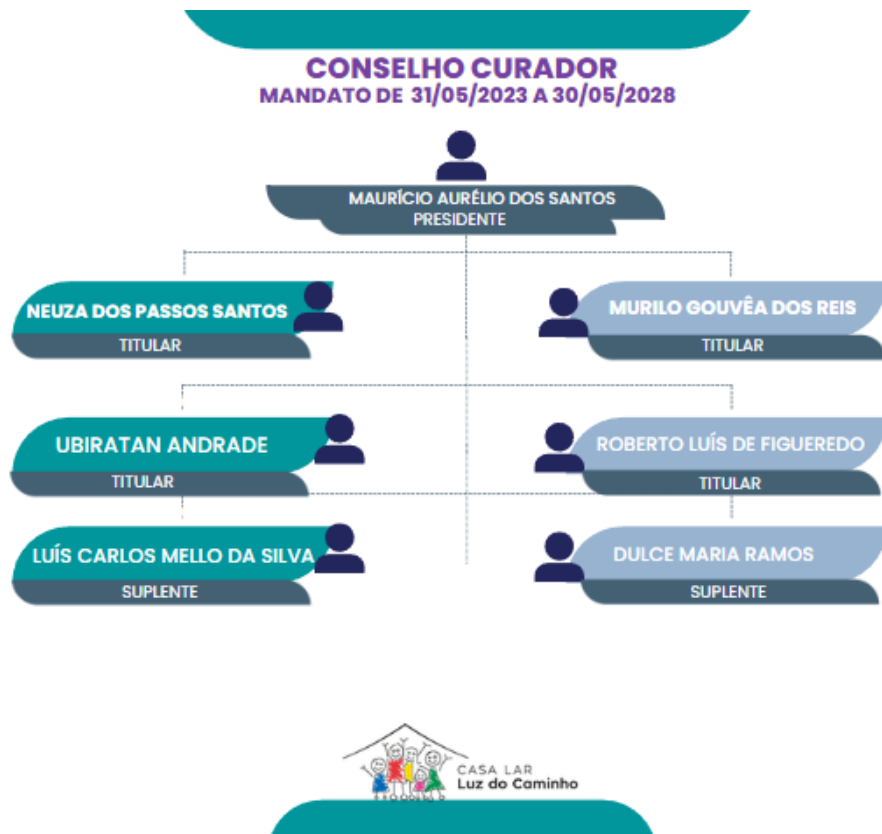 CONSELHO CURADOR
MANDATO DE 31/05/2023 A 30/05/2028
MAURÍCIO AURÉLIO DOS SANTOS
PRESIDENTE
NEUZA DOS PASSOS SANTOS
TITULAR
MURILO GOUVÊA DOS REIS
TITULAR
UBIRATAN ANDRADE
TITULAR
ROBERTO LUÍS DE FIGUEREDO
TITULAR
LUÍS CARLOS MELLO DA SILVA
SUPLENTE
DULCE MARIA RAMOS
SUPLENTE
CASA LAR
Luz do Caminho